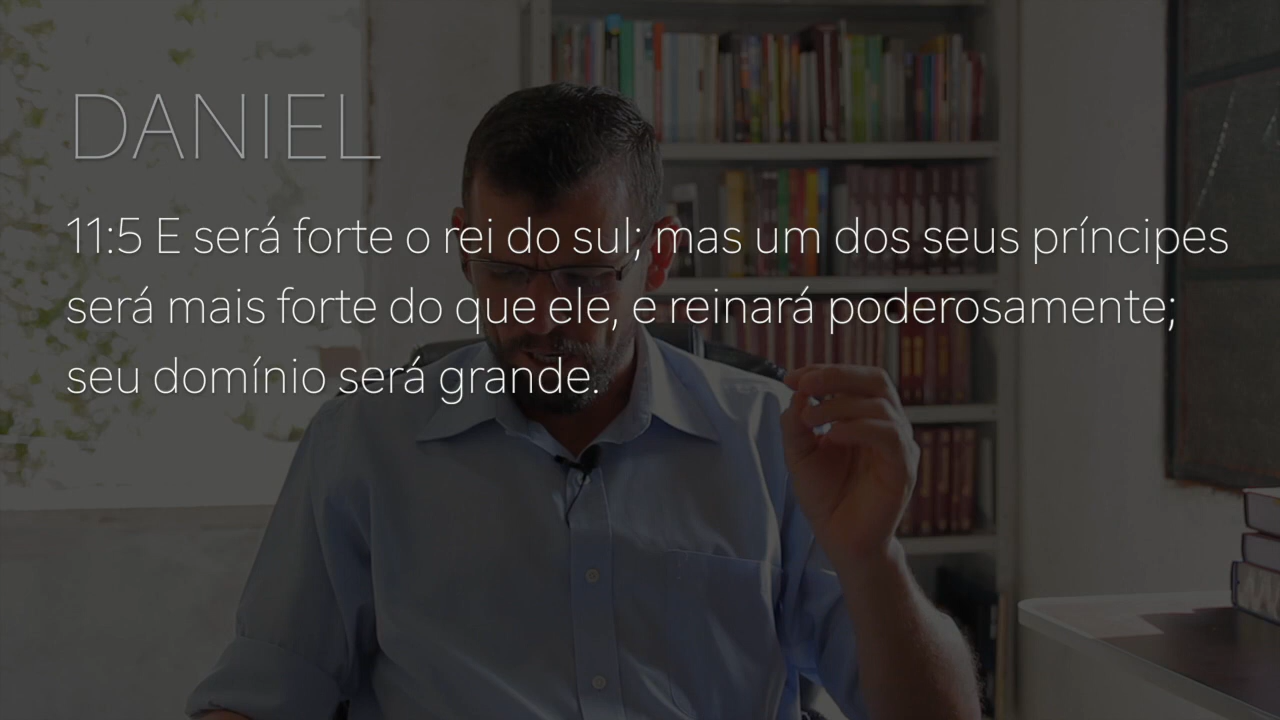 DANIEL
11:5 E será forte o rei do sul; mas um dos seus príncipes
será mais forte do que ele, e reinará poderosamente;
seu domínio será grande.